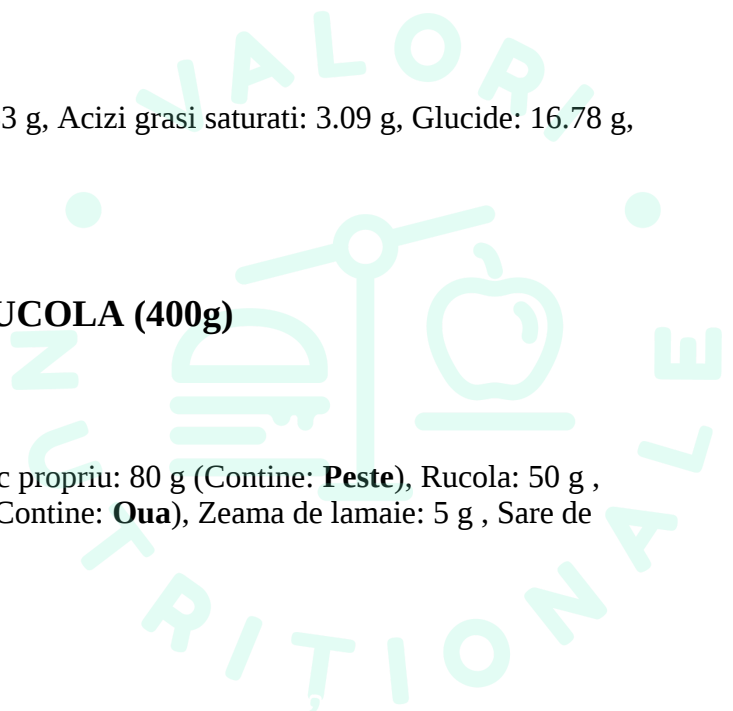 VALORI
3 g, Acizi grasi saturati: 3.09 g, Glucide: 16.78 g,
UCOLA (400g)
c propriu: 80 g (Contine: Peste), Rucola: 50 g ,
Contine: Oua), Zeama de lamaie: 5 g , Sare de
NUTRITIONALE